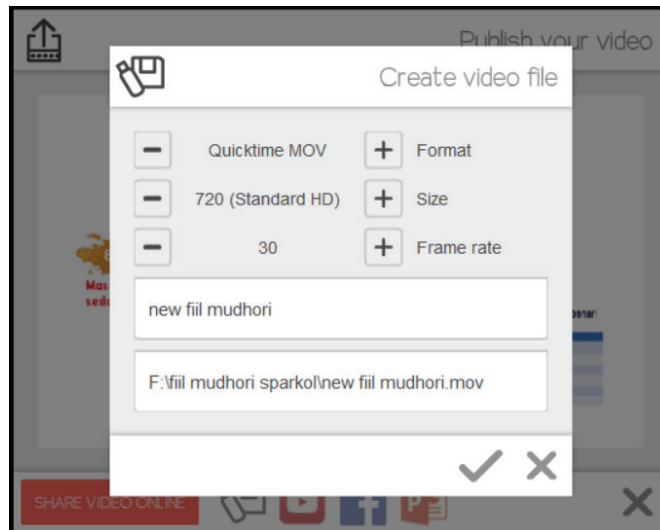 Publish your video
Create video file
Quicktime MOV Format
720 (Standard HD) Size
30 Frame rate
new fiil mudhori
F:\fiil mudhori sparkol\new fiil mudhori.mov
SHARE VIDEO ONLINE